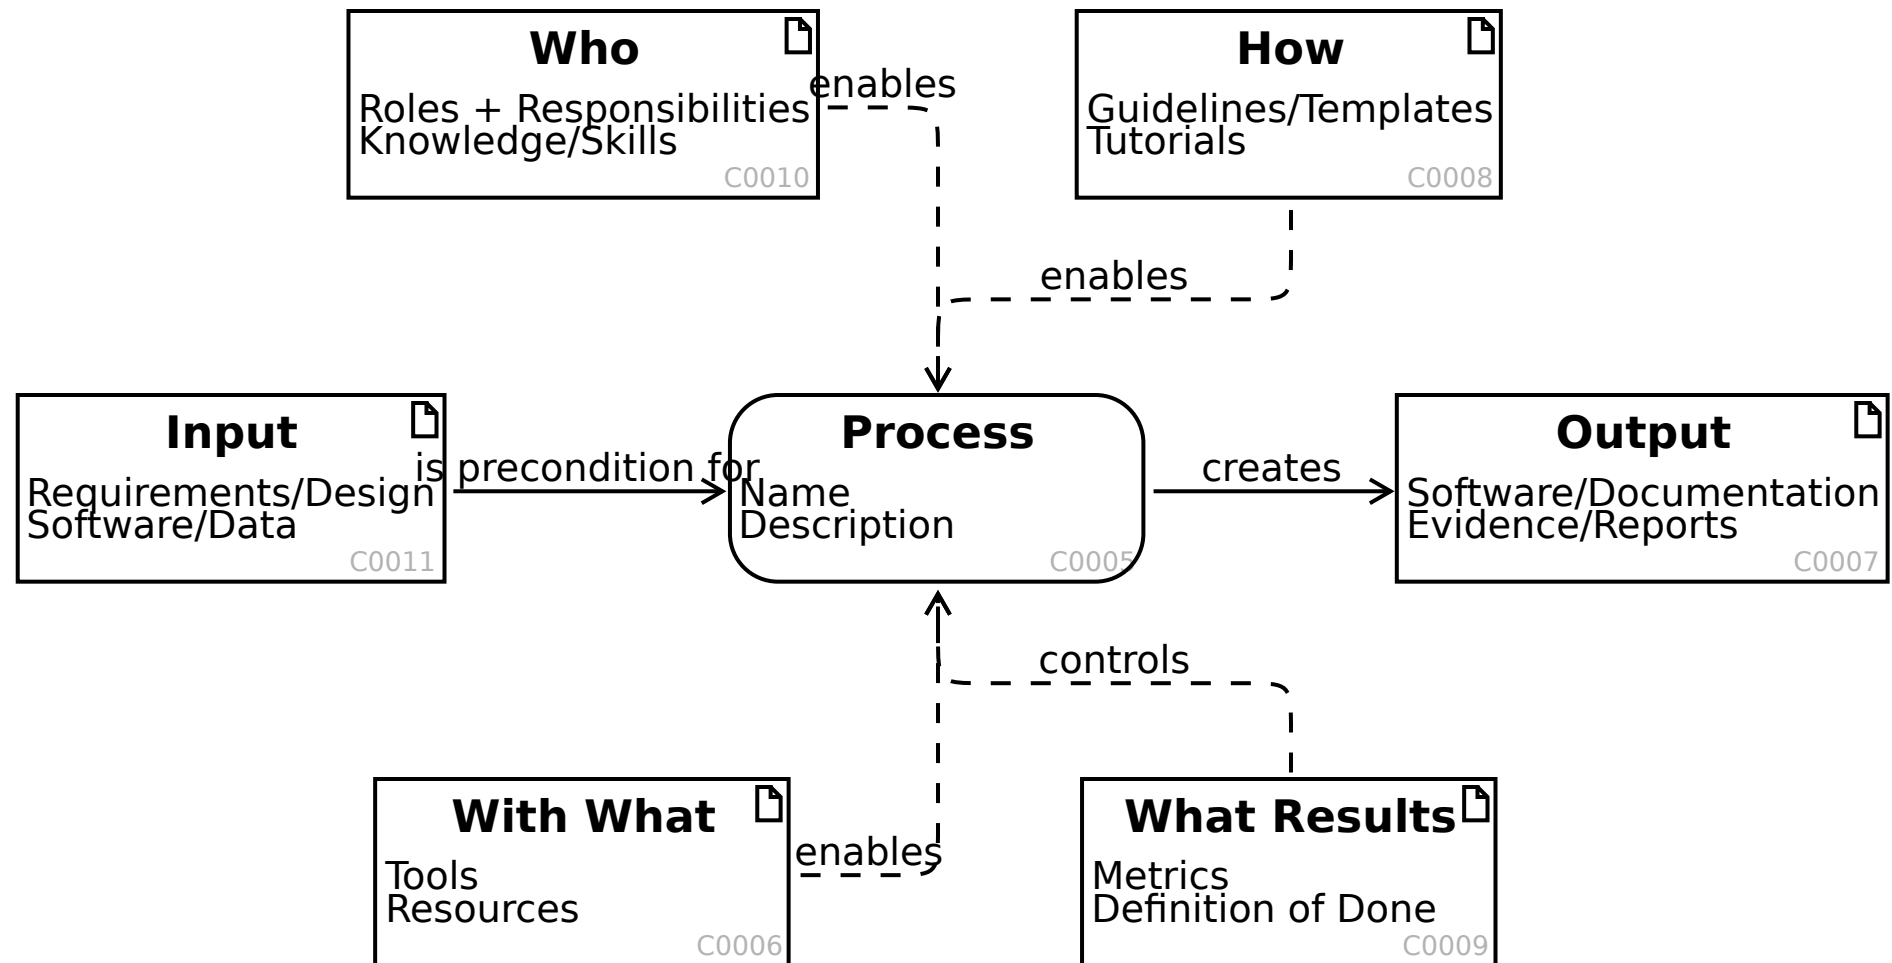 Who
Roles + Responsibilities
Knowledge/Skills
C0010
enables
How
Guidelines/Templates
Tutorials
C0008
enables
Input
Requirements/Design
Software/Data
C0011
is precondition for
Process
Name
Description
C0005
creates
Output
Software/Documentation
Evidence/Reports
C0007
controls
With What
Tools
Resources
C0006
enables
What Results
Metrics
Definition of Done
C0009